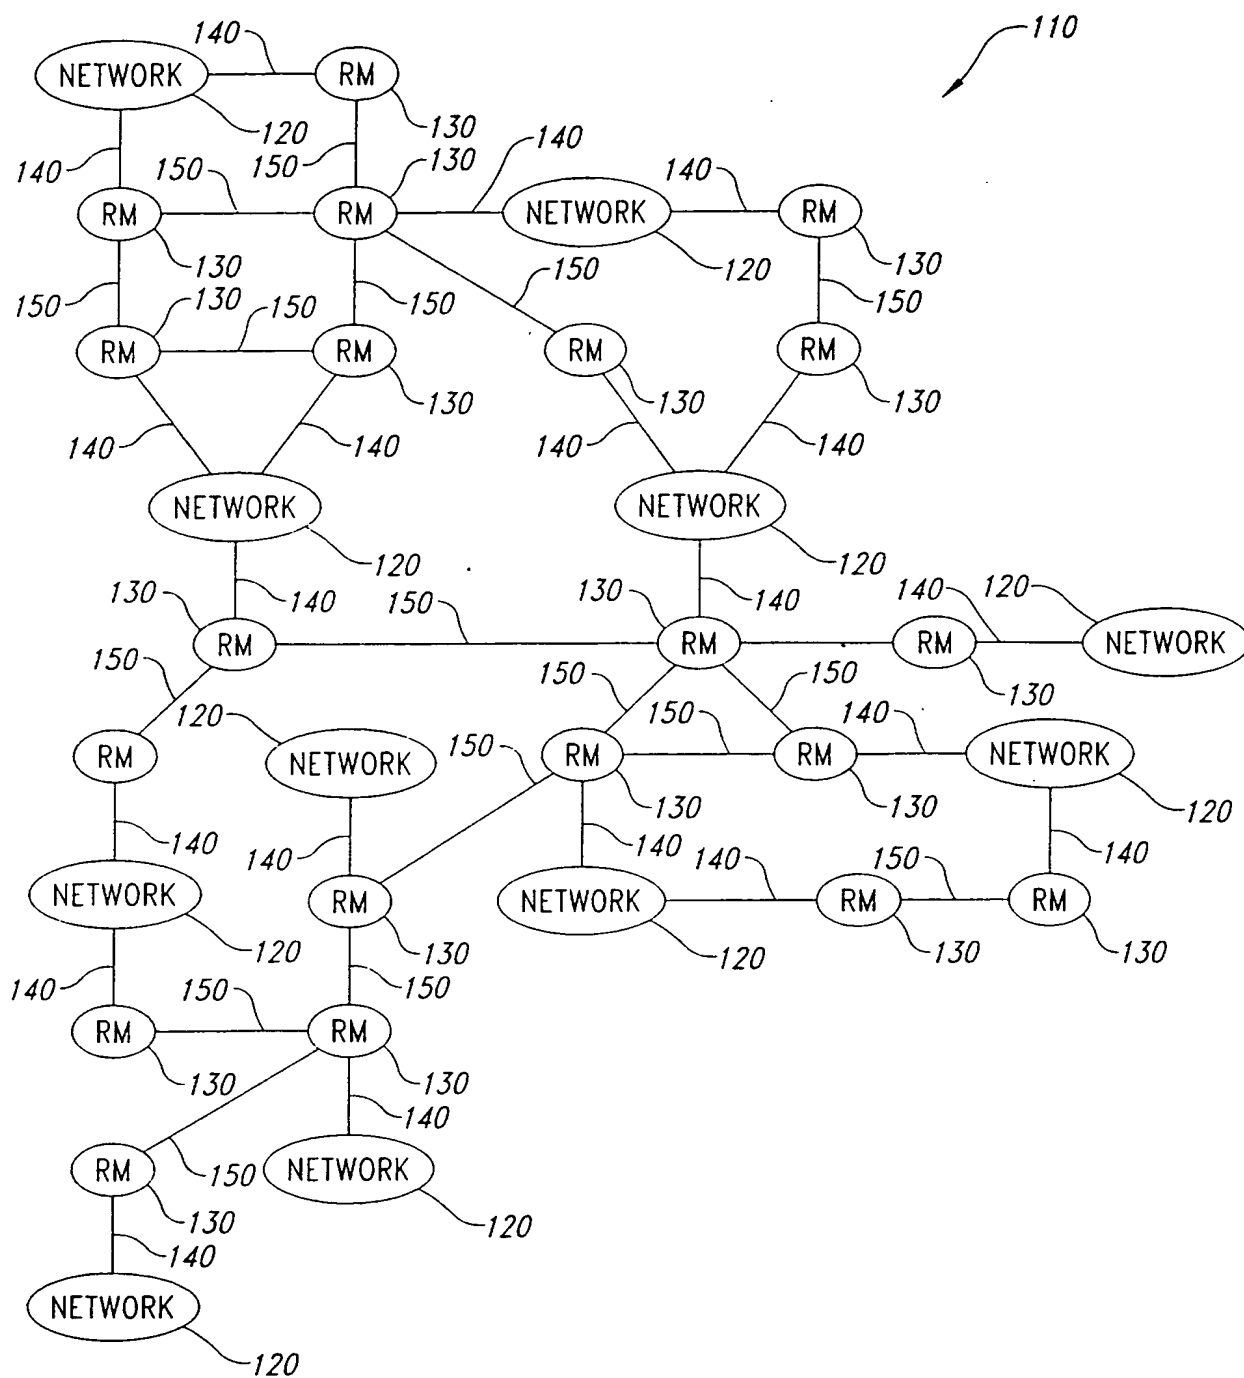 110
140
NETWORK RM
120 130
140 150 130 140
150 140
RM RM NETWORK RM
130 120 130
150 130 150 150 150 150
RM RM RM RM
130 130 130
140 140 140 140
NETWORK NETWORK
120 120
130 140 150 130 140 140 120
RM RM RM NETWORK
130
150 150 150
120 150 150 140
RM NETWORK RM RM NETWORK
130 130 120
140 140 140 140 150 140
NETWORK RM NETWORK RM RM
120 130 120 130 130
140 150 150
RM RM
130 130
140
RM 150 NETWORK
130 120
140
NETWORK
120